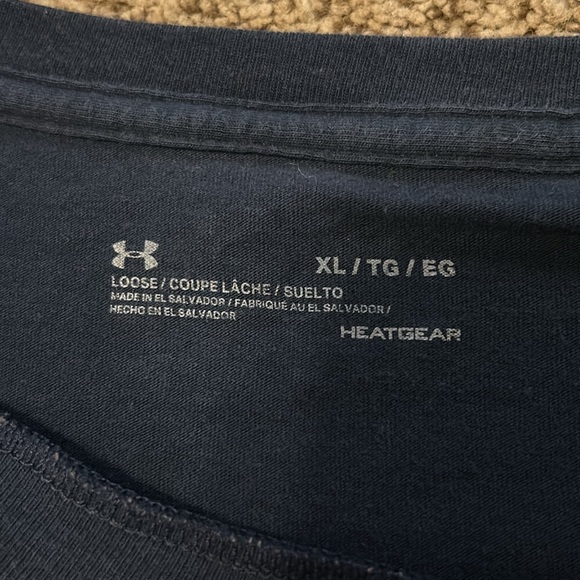 XL / TG / EG
LOOSE / COUPE LÂCHE / SUELTO
MADE IN EL SALVADOR / FABRIQUÉ AU EL SALVADOR /
HECHO EN EL SALVADOR
HEATGEAR